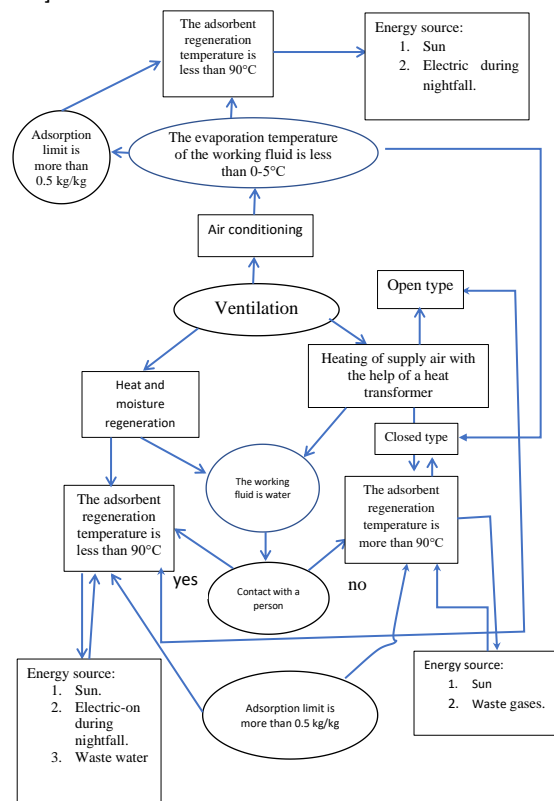 The adsorbent
regeneration
temperature is
less than 90°C
Energy source:
1. Sun
2. Electric during
nightfall.
Adsorption
limit is
more than
0.5 kg/kg
The evaporation temperature
of the working fluid is less
than 0-5°C
Air conditioning
Ventilation
Open type
Heating of supply air with
the help of a heat
transformer
Heat and
moisture
regeneration
Closed type
The working
fluid is water
The adsorbent
regeneration
temperature is
less than 90°C
The adsorbent
regeneration
temperature is
more than 90°C
yes
no
Contact with a
person
Energy source:
1. Sun.
2. Electric-on
during
nightfall.
3. Waste water
Adsorption limit is
more than 0.5 kg/kg
Energy source:
1. Sun
2. Waste gases.